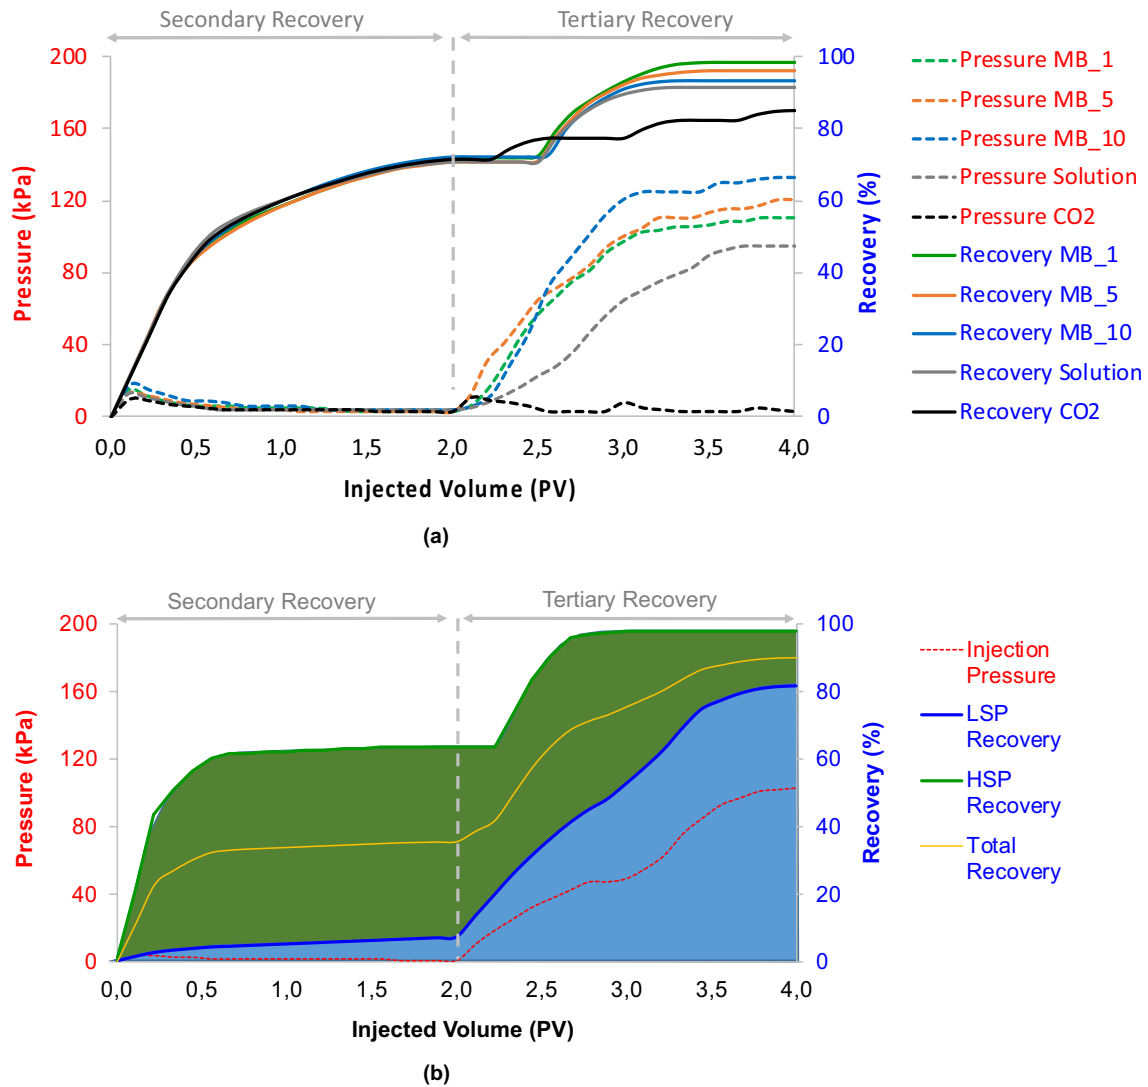 Secondary Recovery
Tertiary Recovery
200
160
120
80
40
0
Pressure (kPa)
100
80
60
40
20
0
Recovery (%)
0,0
0,5
1,0
1,5
2,0
2,5
3,0
3,5
4,0
Injected Volume (PV)
Pressure MB_1
Pressure MB_5
Pressure MB_10
Pressure Solution
Pressure CO2
Recovery MB_1
Recovery MB_5
Recovery MB_10
Recovery Solution
Recovery CO2
(a)
Secondary Recovery
Tertiary Recovery
200
160
120
80
40
0
Pressure (kPa)
100
80
60
40
20
0
Recovery (%)
0,0
0,5
1,0
1,5
2,0
2,5
3,0
3,5
4,0
Injected Volume (PV)
Injection
Pressure
LSP
Recovery
HSP
Recovery
Total
Recovery
(b)